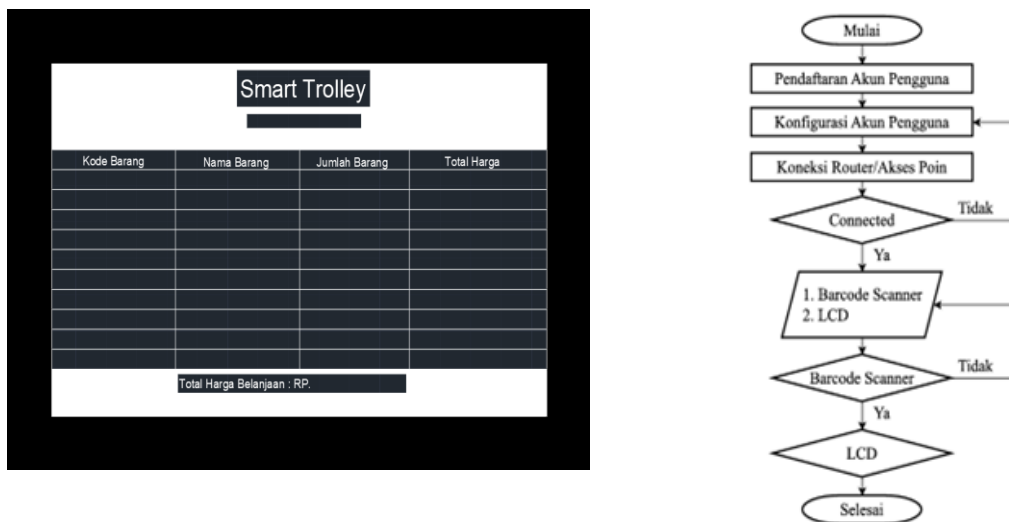 Smart Trolley
Kode Barang Nama Barang Jumlah Barang Total Harga
Total Harga Belanjaan : RP.
Mulai
Pendaftaran Akun Pengguna
Konfigurasi Akun Pengguna
Koneksi Router/Akses Poin
Connected
Tidak
Ya
1. Barcode Scanner
2. LCD
Barcode Scanner
Tidak
Ya
LCD
Selesai